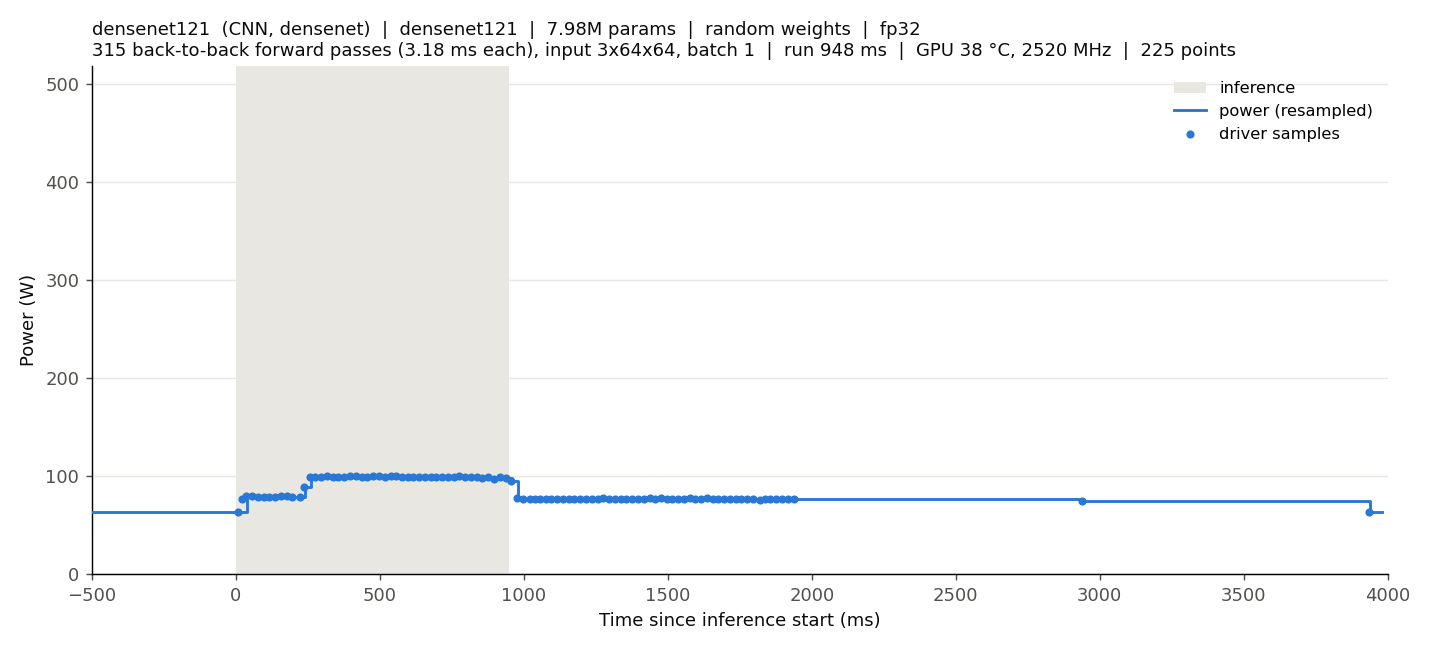 densenet121  (CNN, densenet)  |  densenet121  |  7.98M params  |  random weights  |  fp32
315 back-to-back forward passes (3.18 ms each), input 3x64x64, batch 1  |  run 948 ms  |  GPU 38 °C, 2520 MHz  |  225 points
inference
power (resampled)
driver samples
Power (W)
500
400
300
200
100
0
−500 0 500 1000 1500 2000 2500 3000 3500 4000
Time since inference start (ms)